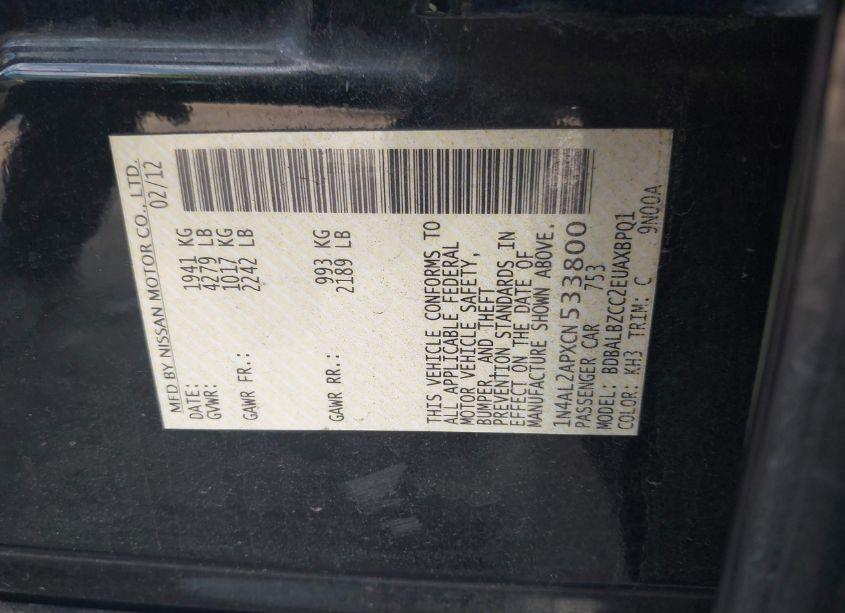 MFD BY NISSAN MOTOR CO., LTD.
DATE: 02/12
GVWR: 1941 KG
4279 LB
GAWR FR.: 1017 KG
2242 LB
GAWR RR.: 993 KG
2189 LB
THIS VEHICLE CONFORMS TO
ALL APPLICABLE FEDERAL
MOTOR VEHICLE SAFETY,
BUMPER, AND THEFT
PREVENTION STANDARDS IN
EFFECT ON THE DATE OF
MANUFACTURE SHOWN ABOVE.
1N4AL2APXCN533800
PASSENGER CAR 753
MODEL: BDBALBZCC2EUAXBPQ1
COLOR: KH3 TRIM: C 9N00A